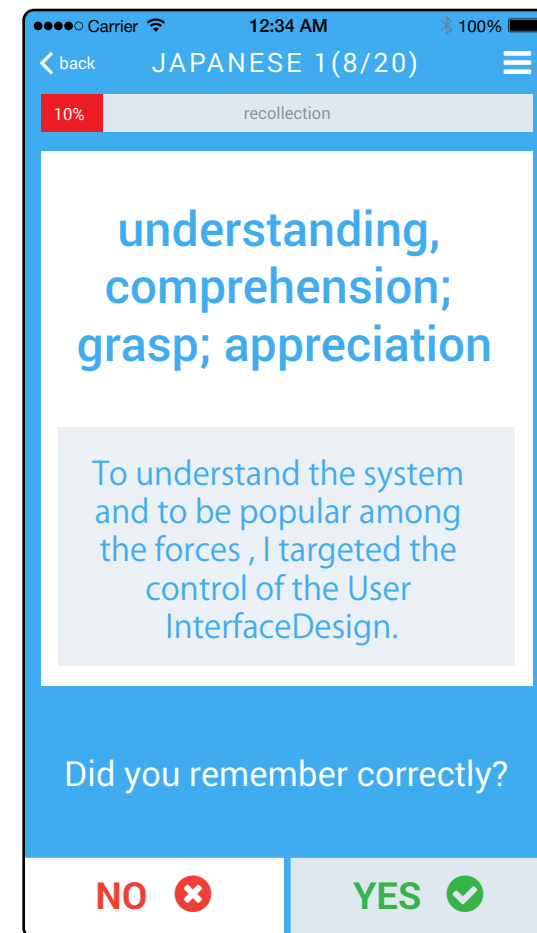 Carrier 12:34 AM 100%
back JAPANESE 1(8/20)
10% recollection
understanding,
comprehension;
grasp; appreciation
To understand the system
and to be popular among
the forces , I targeted the
control of the User
InterfaceDesign.
Did you remember correctly?
NO YES